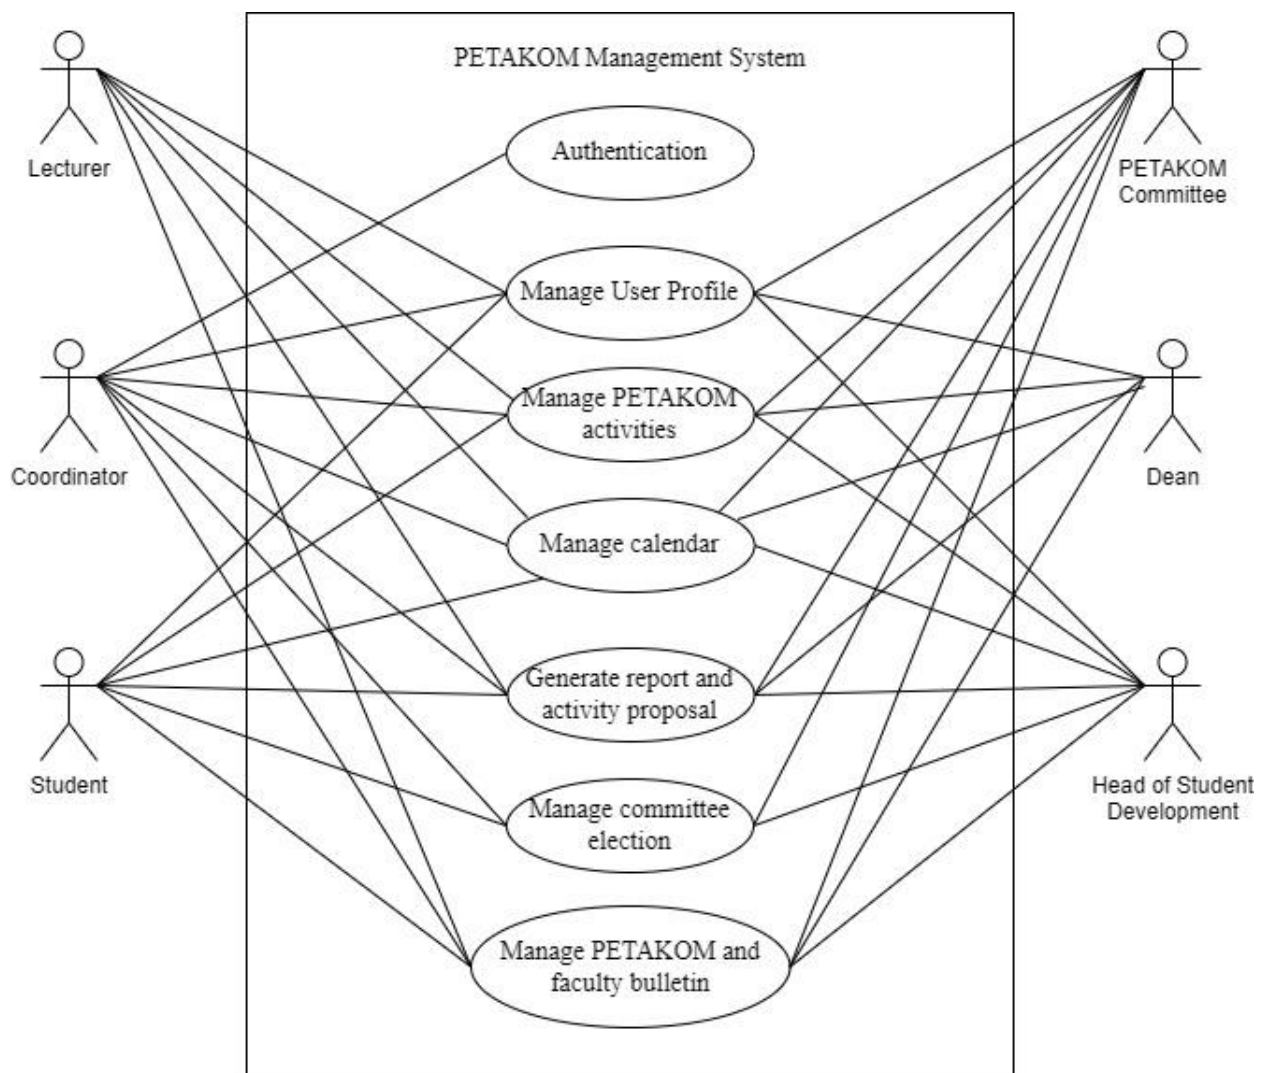 PETAKOM Management System
Lecturer
Authentication
PETAKOM
Committee
Manage User Profile
Manage PETAKOM
activities
Coordinator
Dean
Manage calendar
Student
Generate report and
activity proposal
Head of Student
Development
Manage committee
election
Manage PETAKOM and
faculty bulletin